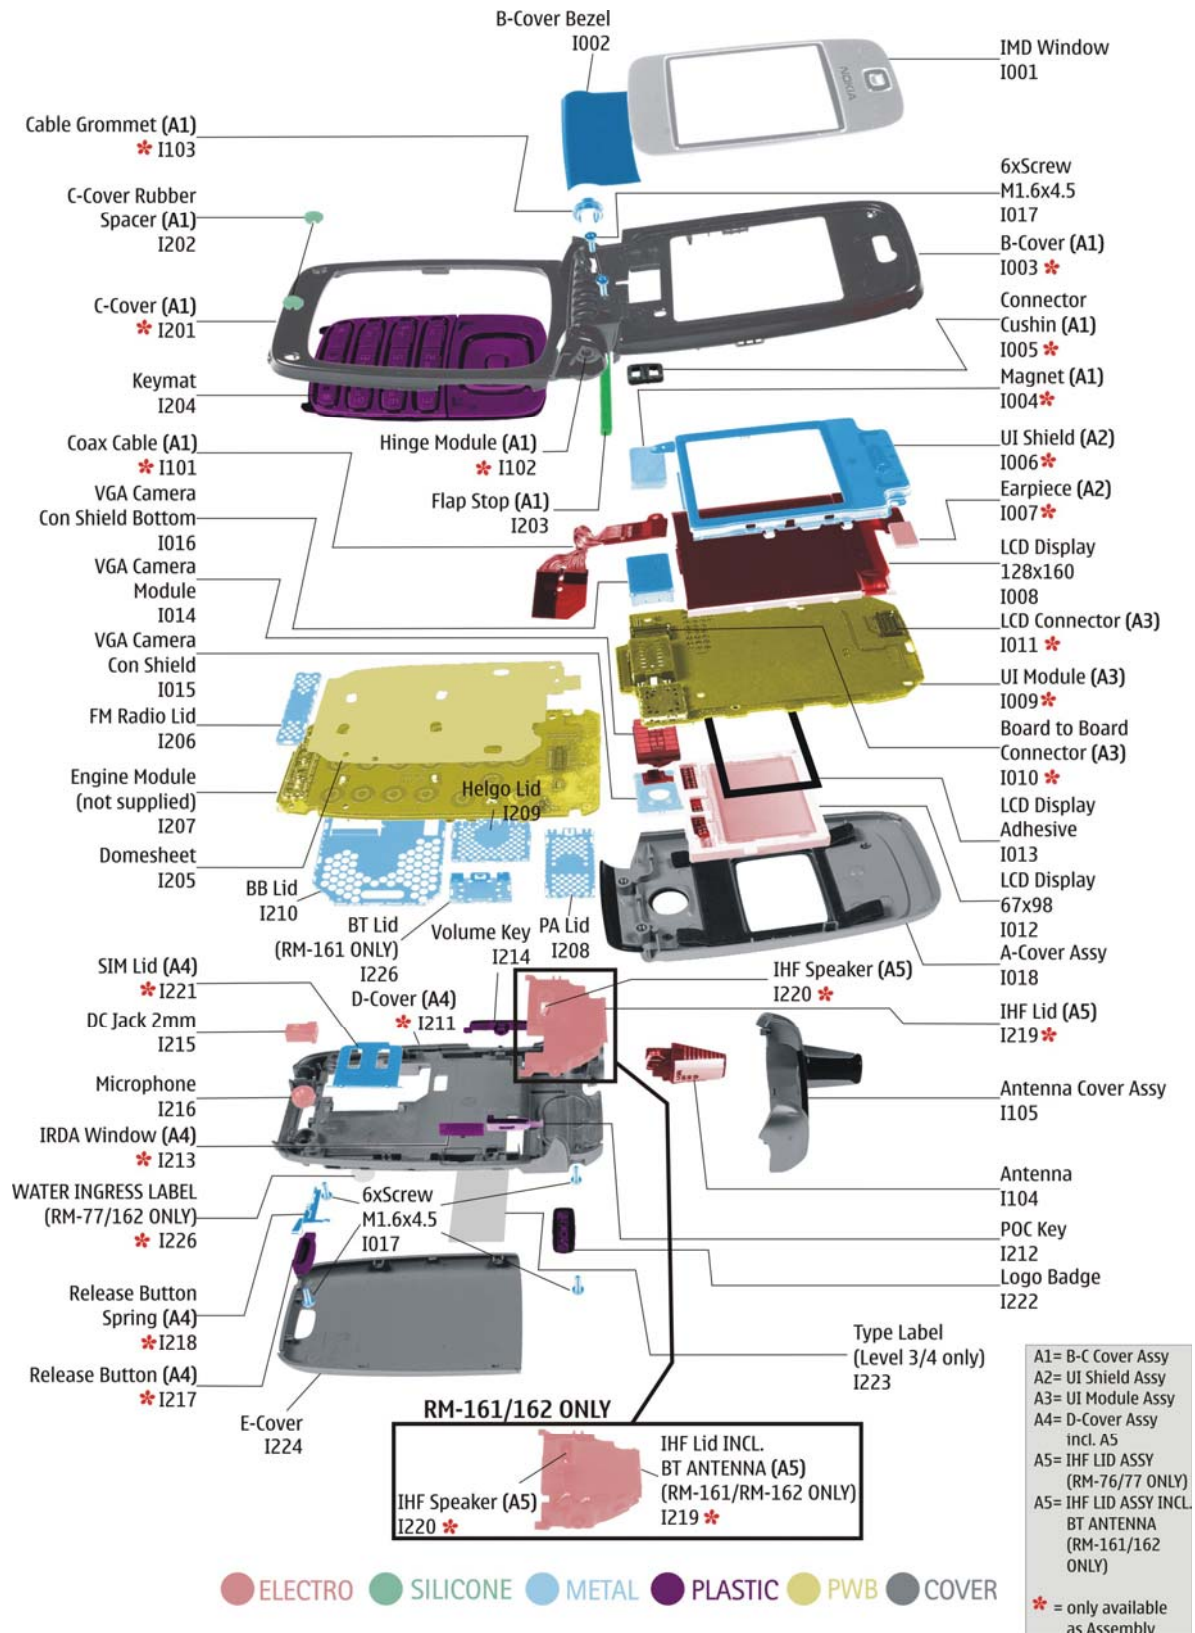 B-Cover Bezel
I002
IMD Window
I001
NOKIA
Cable Grommet (A1)
* I103
6xScrew
M1.6x4.5
I017
C-Cover Rubber
Spacer (A1)
I202
B-Cover (A1)
I003 *
C-Cover (A1)
* I201
Connector
Cushin (A1)
I005 *
Keymat
I204
Magnet (A1)
I004 *
Coax Cable (A1)
* I101
Hinge Module (A1)
* I102
UI Shield (A2)
I006 *
Flap Stop (A1)
I203
Earpiece (A2)
I007 *
VGA Camera
Con Shield Bottom
I016
LCD Display
128x160
I008
VGA Camera
Module
I014
LCD Connector (A3)
I011 *
VGA Camera
Con Shield
I015
UI Module (A3)
I009 *
FM Radio Lid
I206
Board to Board
Connector (A3)
I010 *
Engine Module
(not supplied)
I207
Helgo Lid
I209
LCD Display
Adhesive
I013
Domesheet
I205
BB Lid
I210
LCD Display
67x98
I012
BT Lid
(RM-161 ONLY)
I226
Volume Key
I214
PA Lid
I208
A-Cover Assy
I018
SIM Lid (A4)
* I221
D-Cover (A4)
* I211
IHF Speaker (A5)
I220 *
DC Jack 2mm
I215
IHF Lid (A5)
I219 *
Microphone
I216
Antenna Cover Assy
I105
IRDA Window (A4)
* I213
Antenna
I104
WATER INGRESS LABEL
(RM-77/162 ONLY)
* I226
6xScrew
M1.6x4.5
I017
POC Key
I212
Logo Badge
I222
Release Button
Spring (A4)
* I218
Type Label
(Level 3/4 only)
I223
Release Button (A4)
* I217
E-Cover
I224
RM-161/162 ONLY
IHF Speaker (A5)
I220 *
IHF Lid INCL.
BT ANTENNA (A5)
(RM-161/RM-162 ONLY)
I219 *
A1= B-C Cover Assy
A2= UI Shield Assy
A3= UI Module Assy
A4= D-Cover Assy
incl. A5
A5= IHF LID ASSY
(RM-76/77 ONLY)
A5= IHF LID ASSY INCL.
BT ANTENNA
(RM-161/162
ONLY)
* = only available
as Assembly
ELECTRO SILICONE METAL PLASTIC PWB COVER